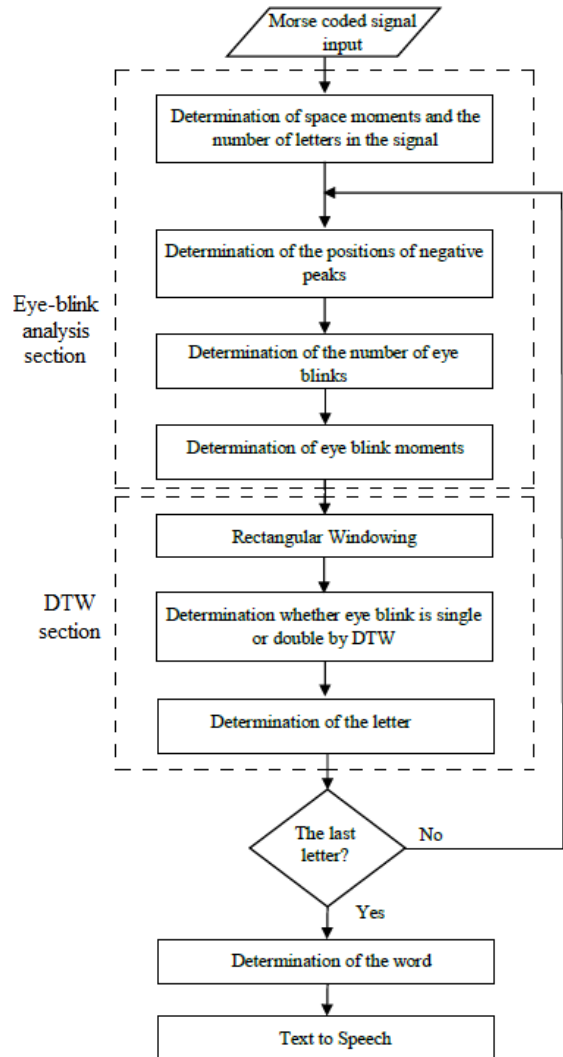 Morse coded signal
input
Determination of space moments and the
number of letters in the signal
Determination of the positions of negative
peaks
Eye-blink
analysis
section
Determination of the number of eye
blinks
Determination of eye blink moments
Rectangular Windowing
DTW
section
Determination whether eye blink is single
or double by DTW
Determination of the letter
The last
letter?
No
Yes
Determination of the word
Text to Speech